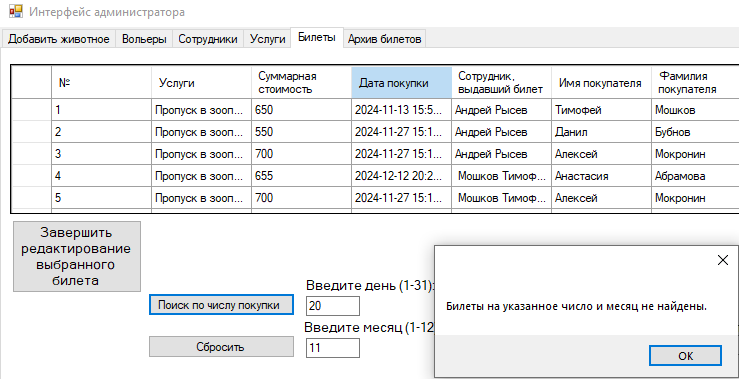 Интерфейс администратора
Добавить животное Вольеры Сотрудники Услуги Билеты Архив билетов
№ Услуги Суммарная стоимость Дата покупки Сотрудник, выдавший билет Имя покупателя Фамилия покупателя
1 Пропуск в зооп... 650 2024-11-13 15:5... Андрей Рысев Тимофей Мошков
2 Пропуск в зооп... 550 2024-11-27 15:1... Андрей Рысев Данил Бубнов
3 Пропуск в зооп... 700 2024-11-27 15:1... Андрей Рысев Алексей Мокронин
4 Пропуск в зооп... 655 2024-12-12 20:2... Мошков Тимоф... Анастасия Абрамова
5 Пропуск в зооп... 700 2024-11-27 15:1... Мошков Тимоф... Алексей Мокронин
Завершить
редактирование
выбранного
билета
Введите день (1-31):
Поиск по числу покупки 20
Введите месяц (1-12
Сбросить 11
Билеты на указанное число и месяц не найдены.
OK